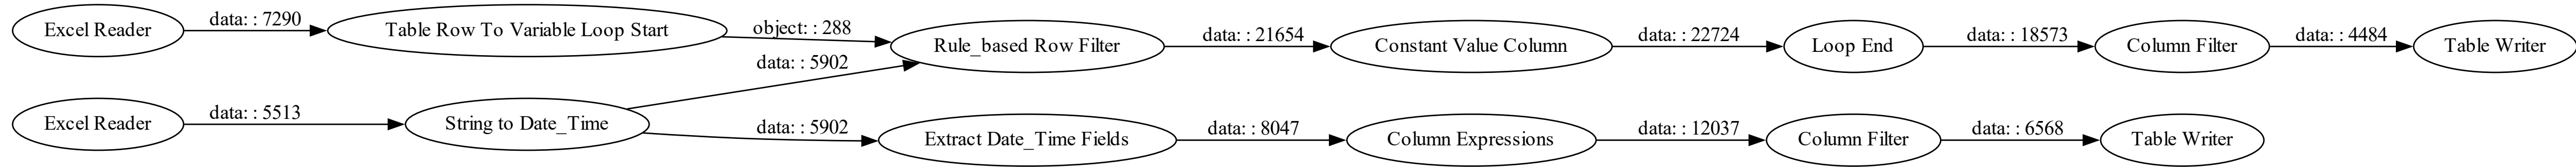 Excel Reader
data: : 7290
Table Row To Variable Loop Start
object: : 288
Rule_based Row Filter
data: : 21654
Constant Value Column
data: : 22724
Loop End
data: : 18573
Column Filter
data: : 4484
Table Writer
data: : 5902
Excel Reader
data: : 5513
String to Date_Time
data: : 5902
Extract Date_Time Fields
data: : 8047
Column Expressions
data: : 12037
Column Filter
data: : 6568
Table Writer